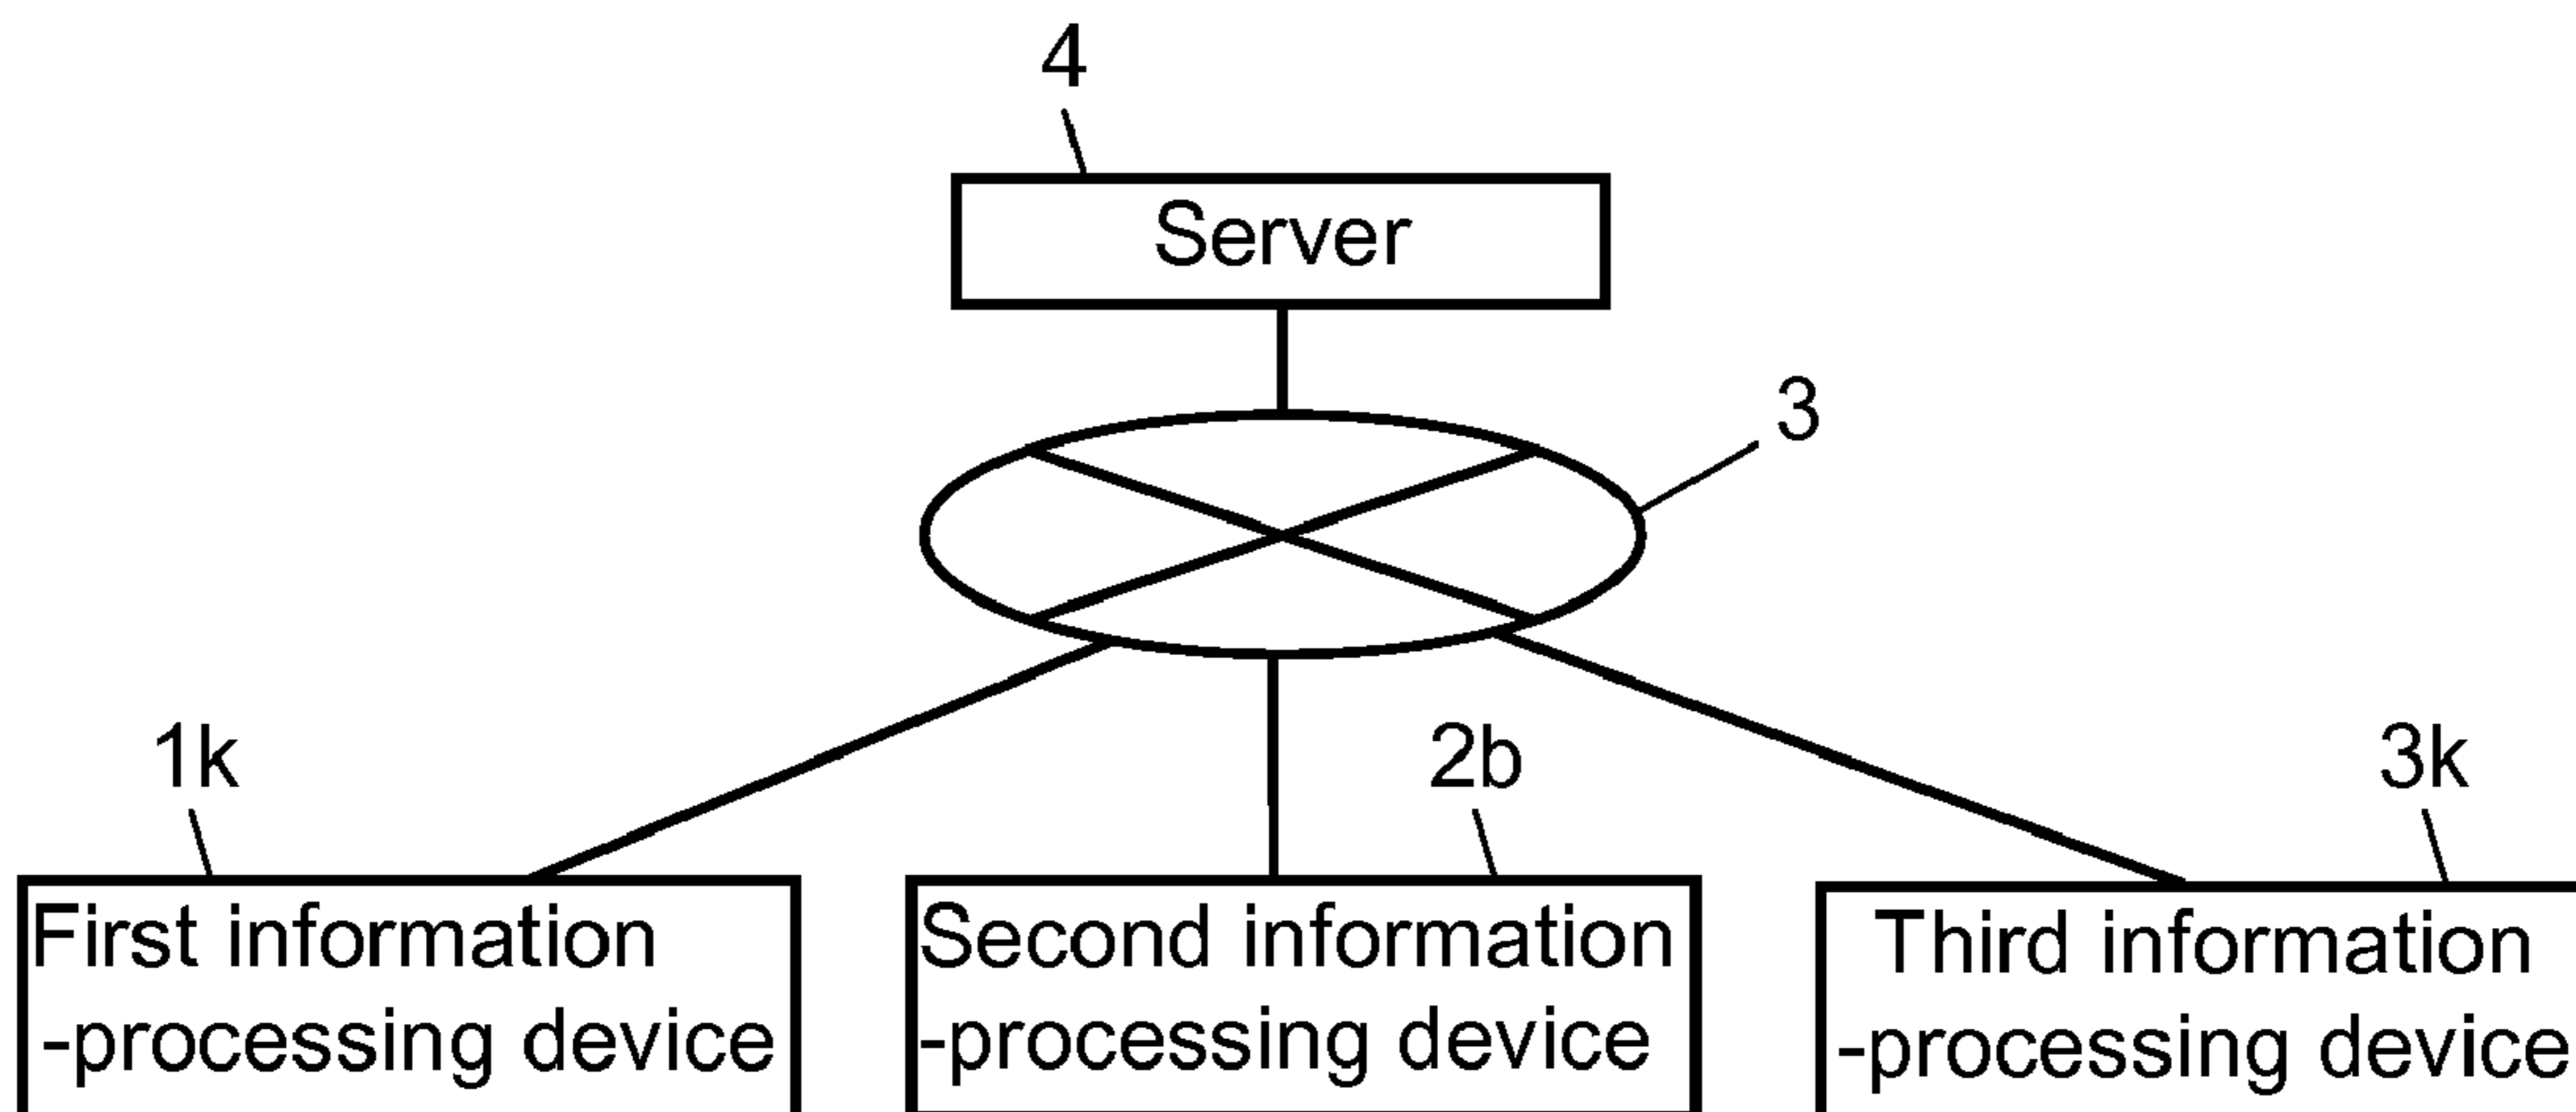 4
Server
3
1k
2b
3k
First information
-processing device
Second information
-processing device
Third information
-processing device